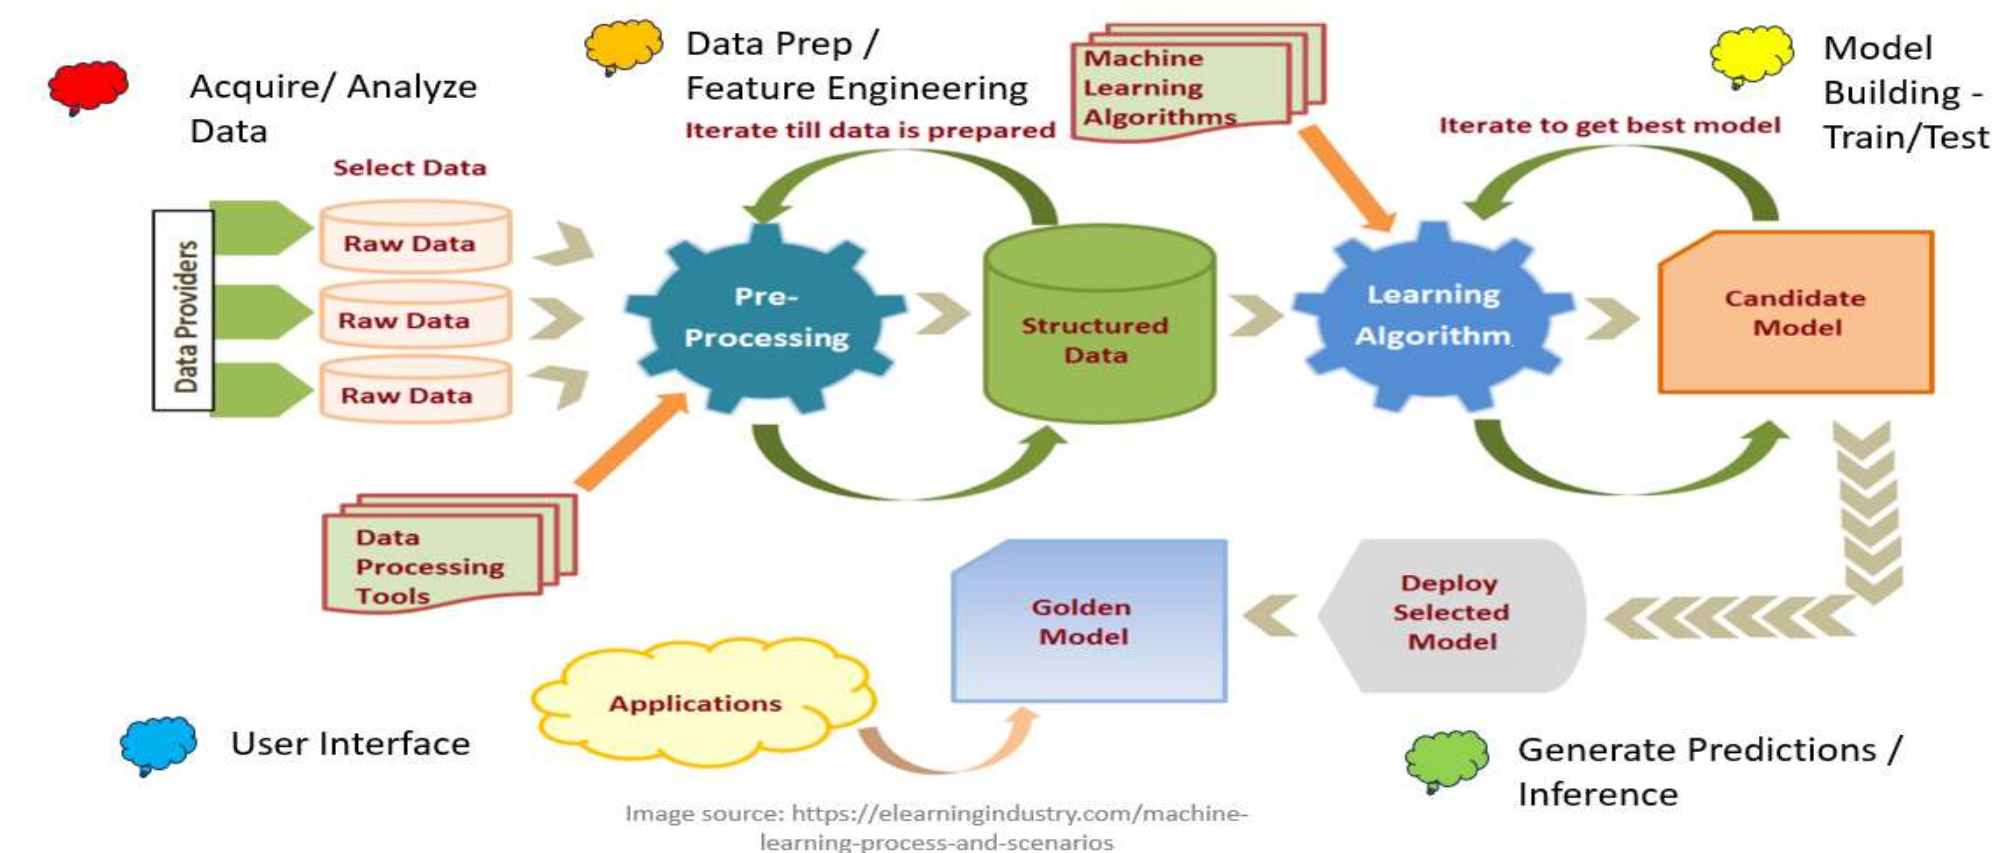 Acquire/ Analyze
Data
Data Prep /
Feature Engineering
Iterate till data is prepared
Machine
Learning
Algorithms
Iterate to get best model
Model
Building -
Train/Test
Select Data
Data Providers
Raw Data
Raw Data
Raw Data
Pre-
Processing
Structured
Data
Learning
Algorithm
Candidate
Model
Data
Processing
Tools
Golden
Model
Deploy
Selected
Model
Applications
User Interface
Generate Predictions /
Inference
Image source: https://elearningindustry.com/machine-
learning-process-and-scenarios